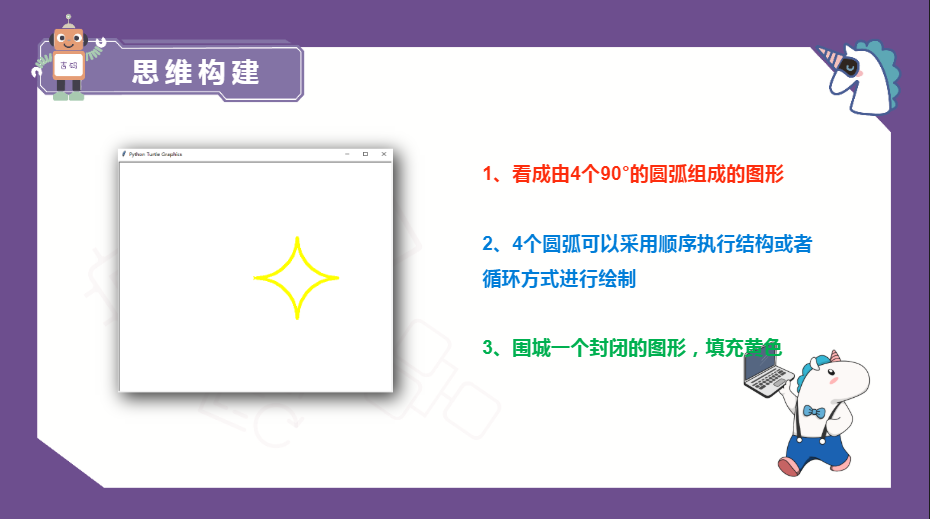 思维构建
Python Turtle Graphics
1、看成由4个90°的圆弧组成的图形
2、4个圆弧可以采用顺序执行结构或者
循环方式进行绘制
3、围城一个封闭的图形，填充黄色